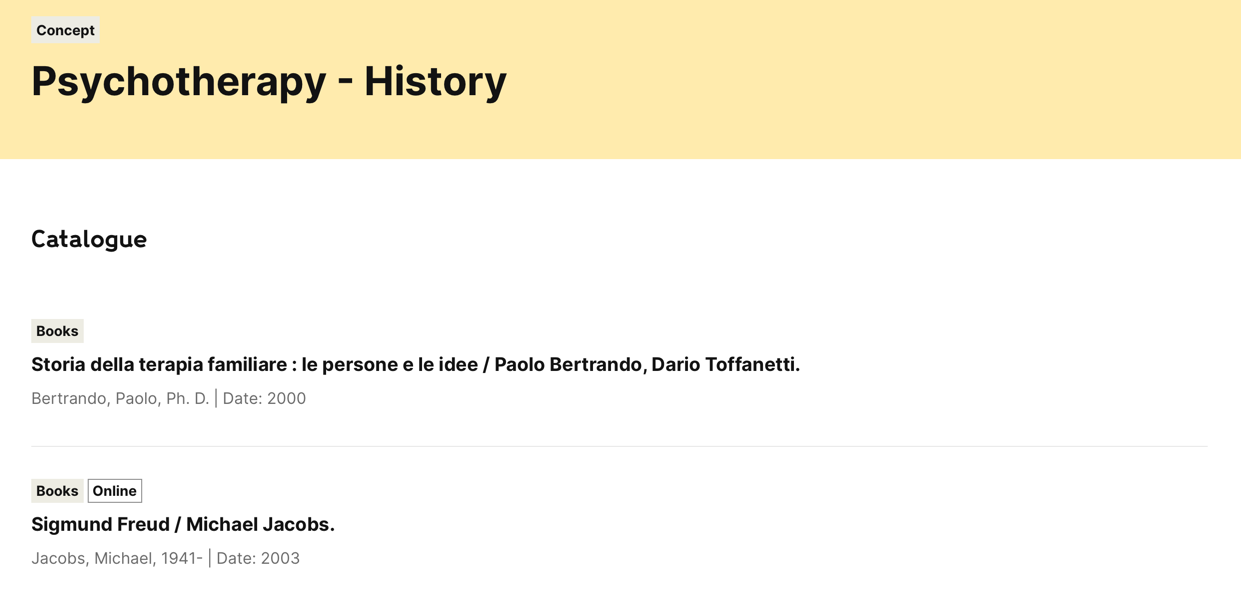 Concept
Psychotherapy - History
Catalogue
Books
Storia della terapia familiare : le persone e le idee / Paolo Bertrando, Dario Toffanetti.
Bertrando, Paolo, Ph. D. | Date: 2000
Books Online
Sigmund Freud / Michael Jacobs.
Jacobs, Michael, 1941- | Date: 2003